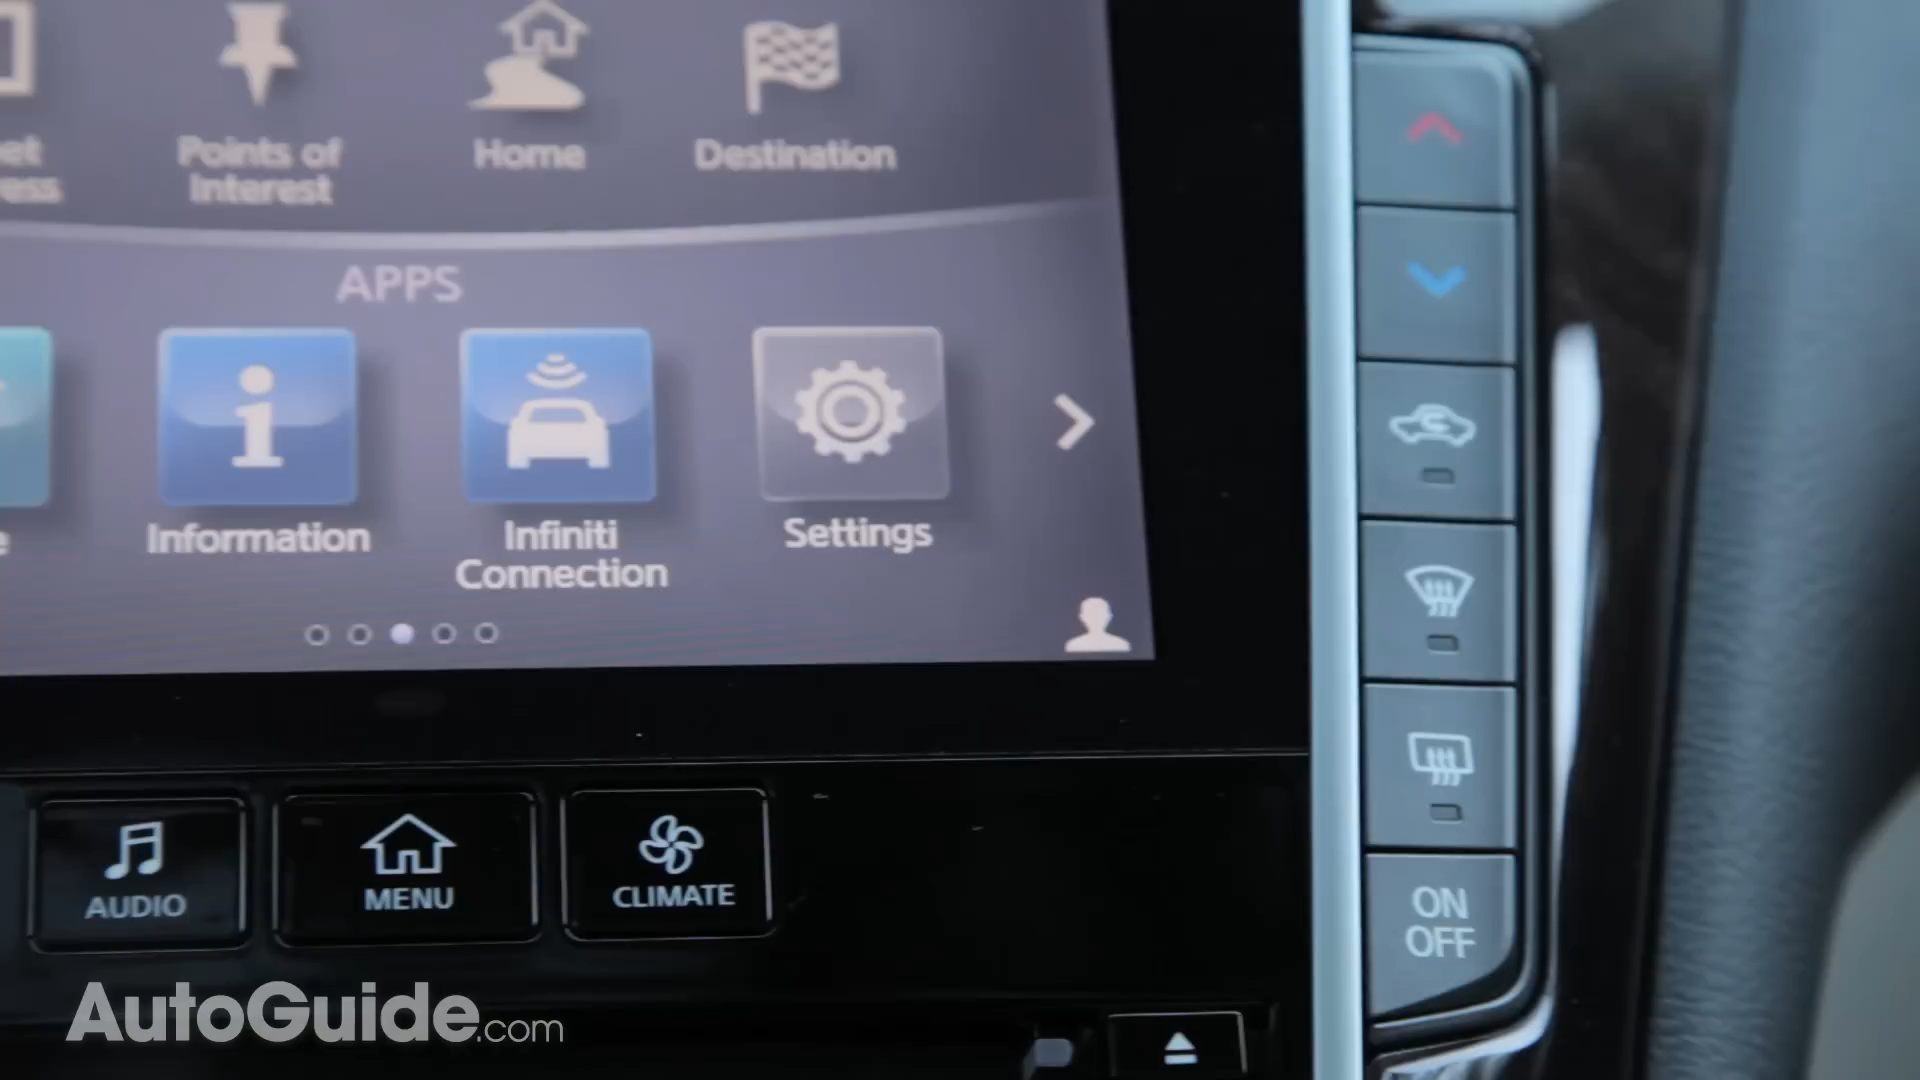 Points of
Interest
Home
Destination
APPS
Information
Infiniti
Connection
Settings
AUDIO
MENU
CLIMATE
ON
OFF
AutoGuide.com